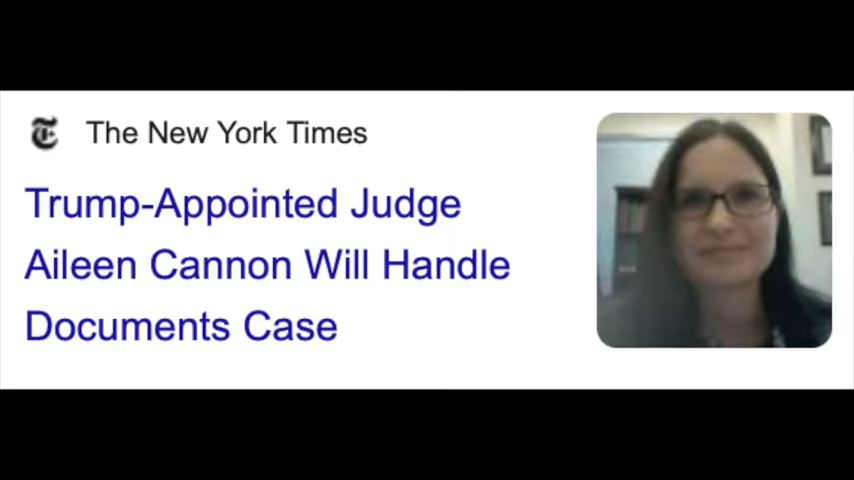 The New York Times
Trump-Appointed Judge
Aileen Cannon Will Handle
Documents Case